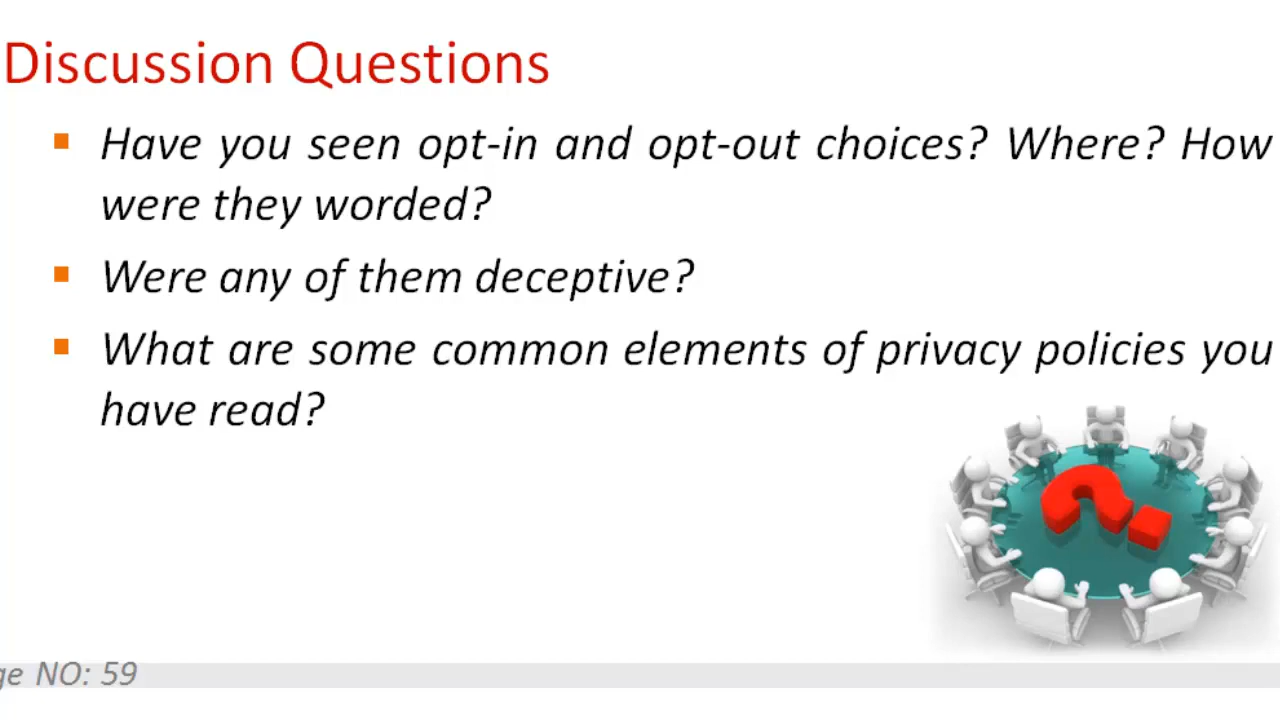 Discussion Questions
▪ Have you seen opt-in and opt-out choices? Where? How
were they worded?
▪ Were any of them deceptive?
▪ What are some common elements of privacy policies you
have read?
ge NO: 59